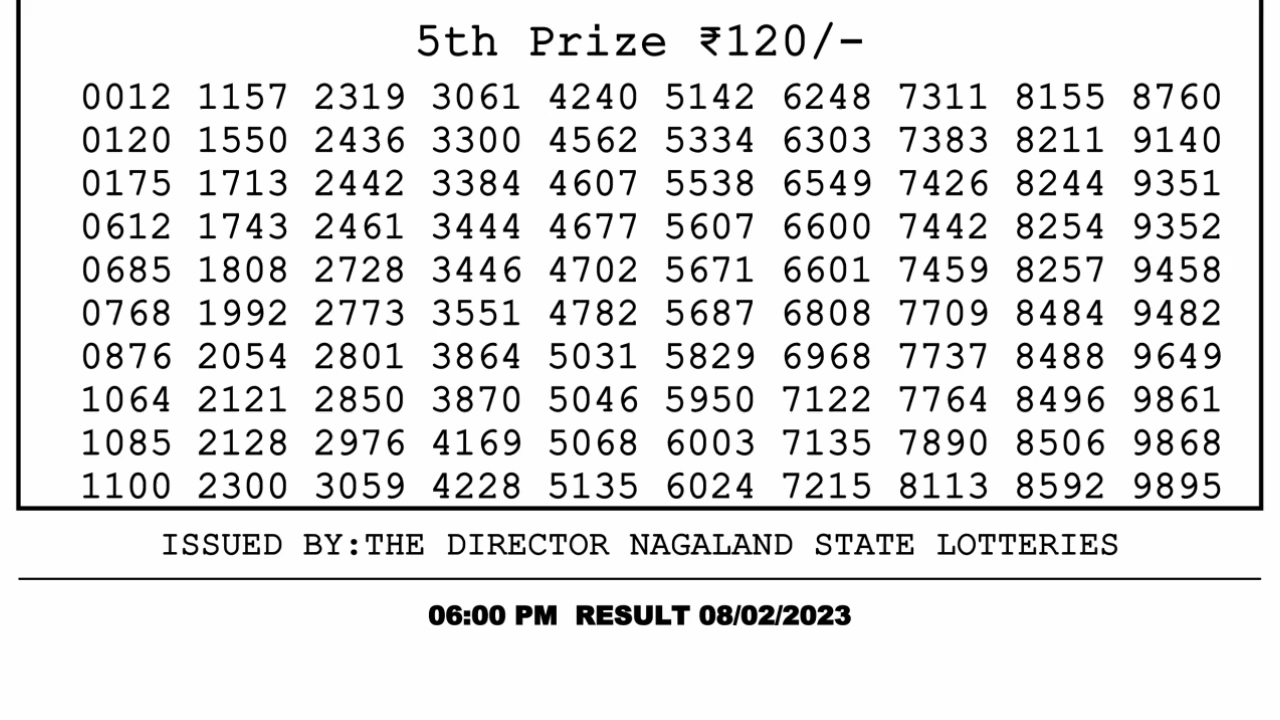 5th Prize ₹120/-
0012 1157 2319 3061 4240 5142 6248 7311 8155 8760
0120 1550 2436 3300 4562 5334 6303 7383 8211 9140
0175 1713 2442 3384 4607 5538 6549 7426 8244 9351
0612 1743 2461 3444 4677 5607 6600 7442 8254 9352
0685 1808 2728 3446 4702 5671 6601 7459 8257 9458
0768 1992 2773 3551 4782 5687 6808 7709 8484 9482
0876 2054 2801 3864 5031 5829 6968 7737 8488 9649
1064 2121 2850 3870 5046 5950 7122 7764 8496 9861
1085 2128 2976 4169 5068 6003 7135 7890 8506 9868
1100 2300 3059 4228 5135 6024 7215 8113 8592 9895
ISSUED BY:THE DIRECTOR NAGALAND STATE LOTTERIES
06:00 PM RESULT 08/02/2023